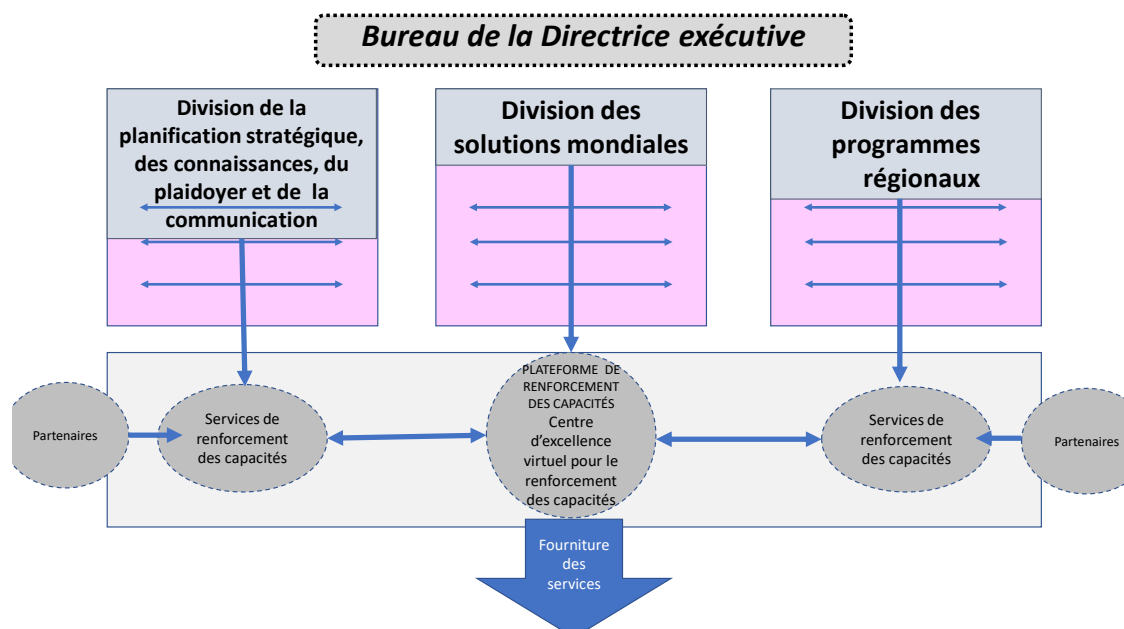 Bureau de la Directrice exécutive
Division de la
planification stratégique,
des connaissances, du
plaidoyer et de la
communication
Division des
solutions mondiales
Division des
programmes
régionaux
Partenaires
Services de
renforcement
des capacités
PLATEFORME DE
RENFORCEMENT
DES CAPACITÉS
Centre
d'excellence
virtuel pour le
renforcement
des capacités
Services de
renforcement
des capacités
Partenaires
Fourniture
des
services